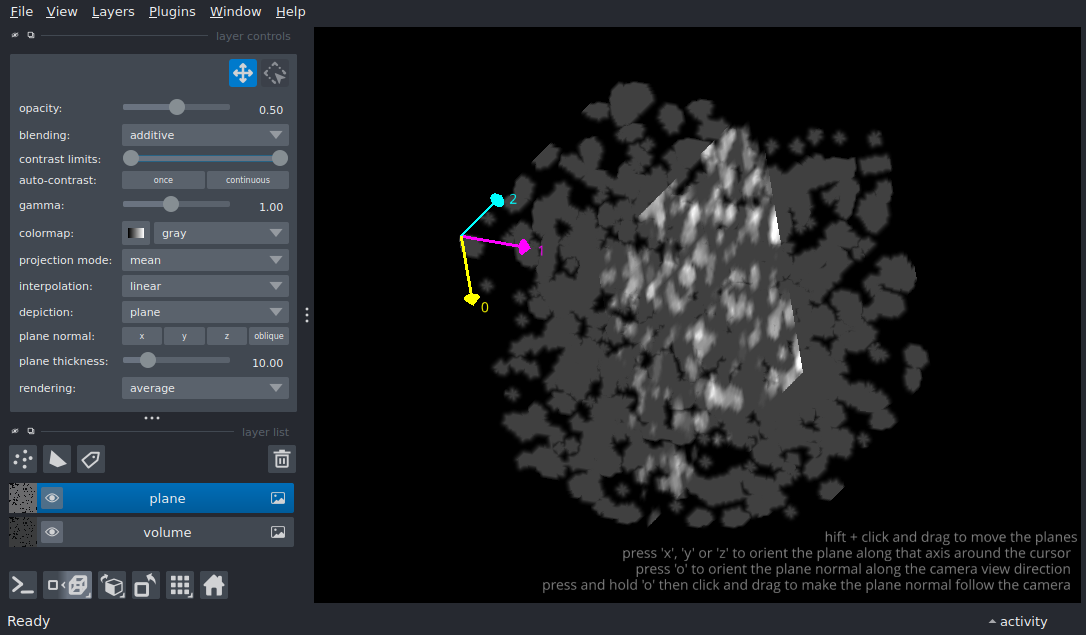 File View Layers Plugins Window Help
layer controls
opacity: 0.50
blending: additive
contrast limits:
auto-contrast: once continuous
gamma: 1.00
colormap: gray
projection mode: mean
interpolation: linear
depiction: plane
plane normal: x y z oblique
plane thickness: 10.00
rendering: average
layer list
plane
volume
2
1
0
hift + click and drag to move the planes
press 'x', 'y' or 'z' to orient the plane along that axis around the cursor
press 'o' to orient the plane normal along the camera view direction
press and hold 'o' then click and drag to make the plane normal follow the camera
Ready
activity